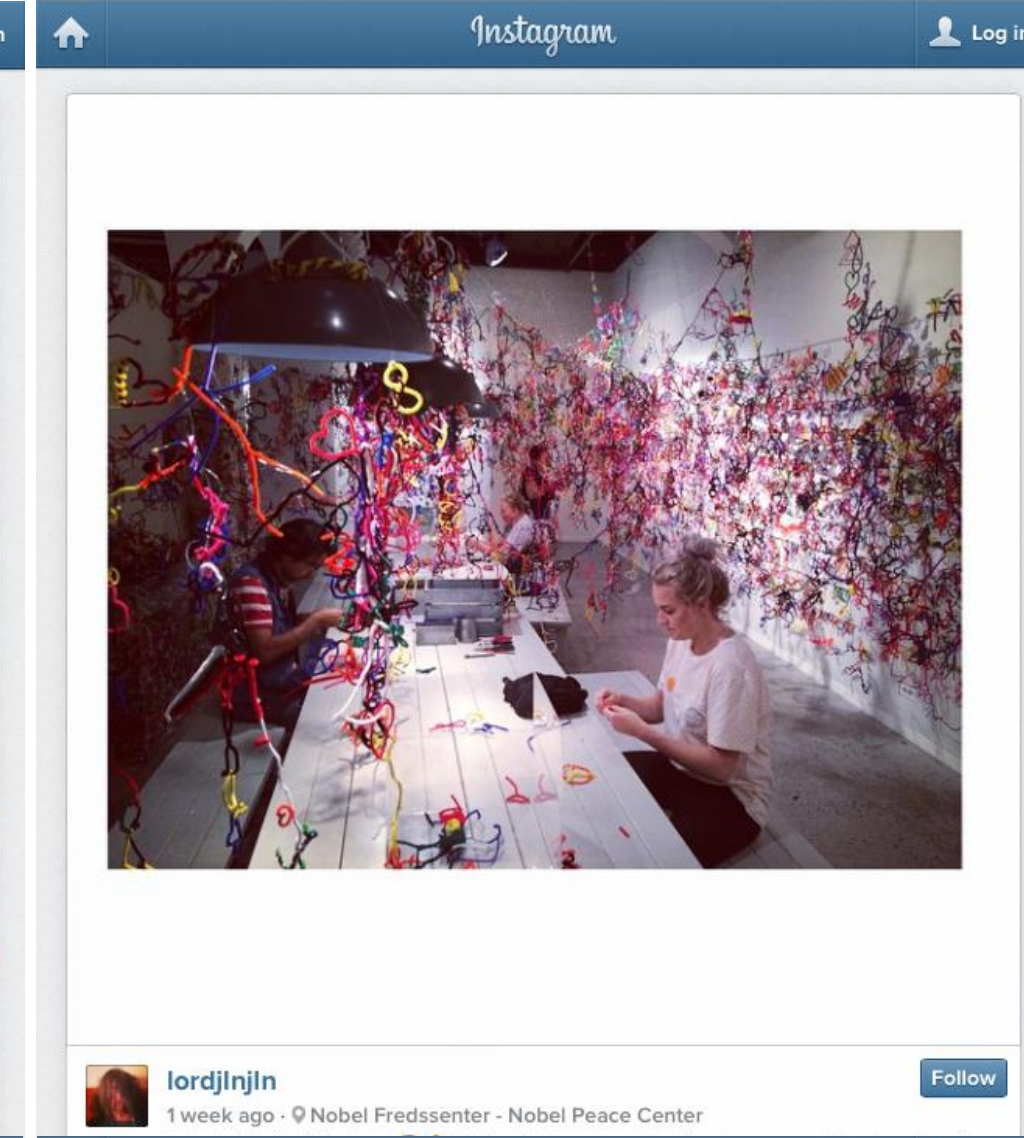 Instagram
Log in
lordjlnjln
Follow
1 week ago · Nobel Fredssenter - Nobel Peace Center